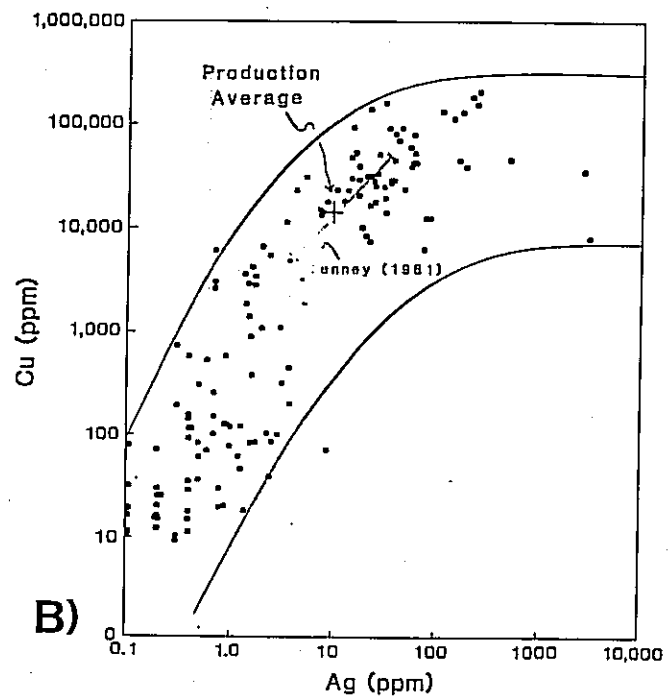 1,000,000
Production
Average
100,000
10,000
enney (1981)
1,000
Cu (ppm)
100
10
B)
0
0.1 1.0 10 100 1000 10,000
Ag (ppm)